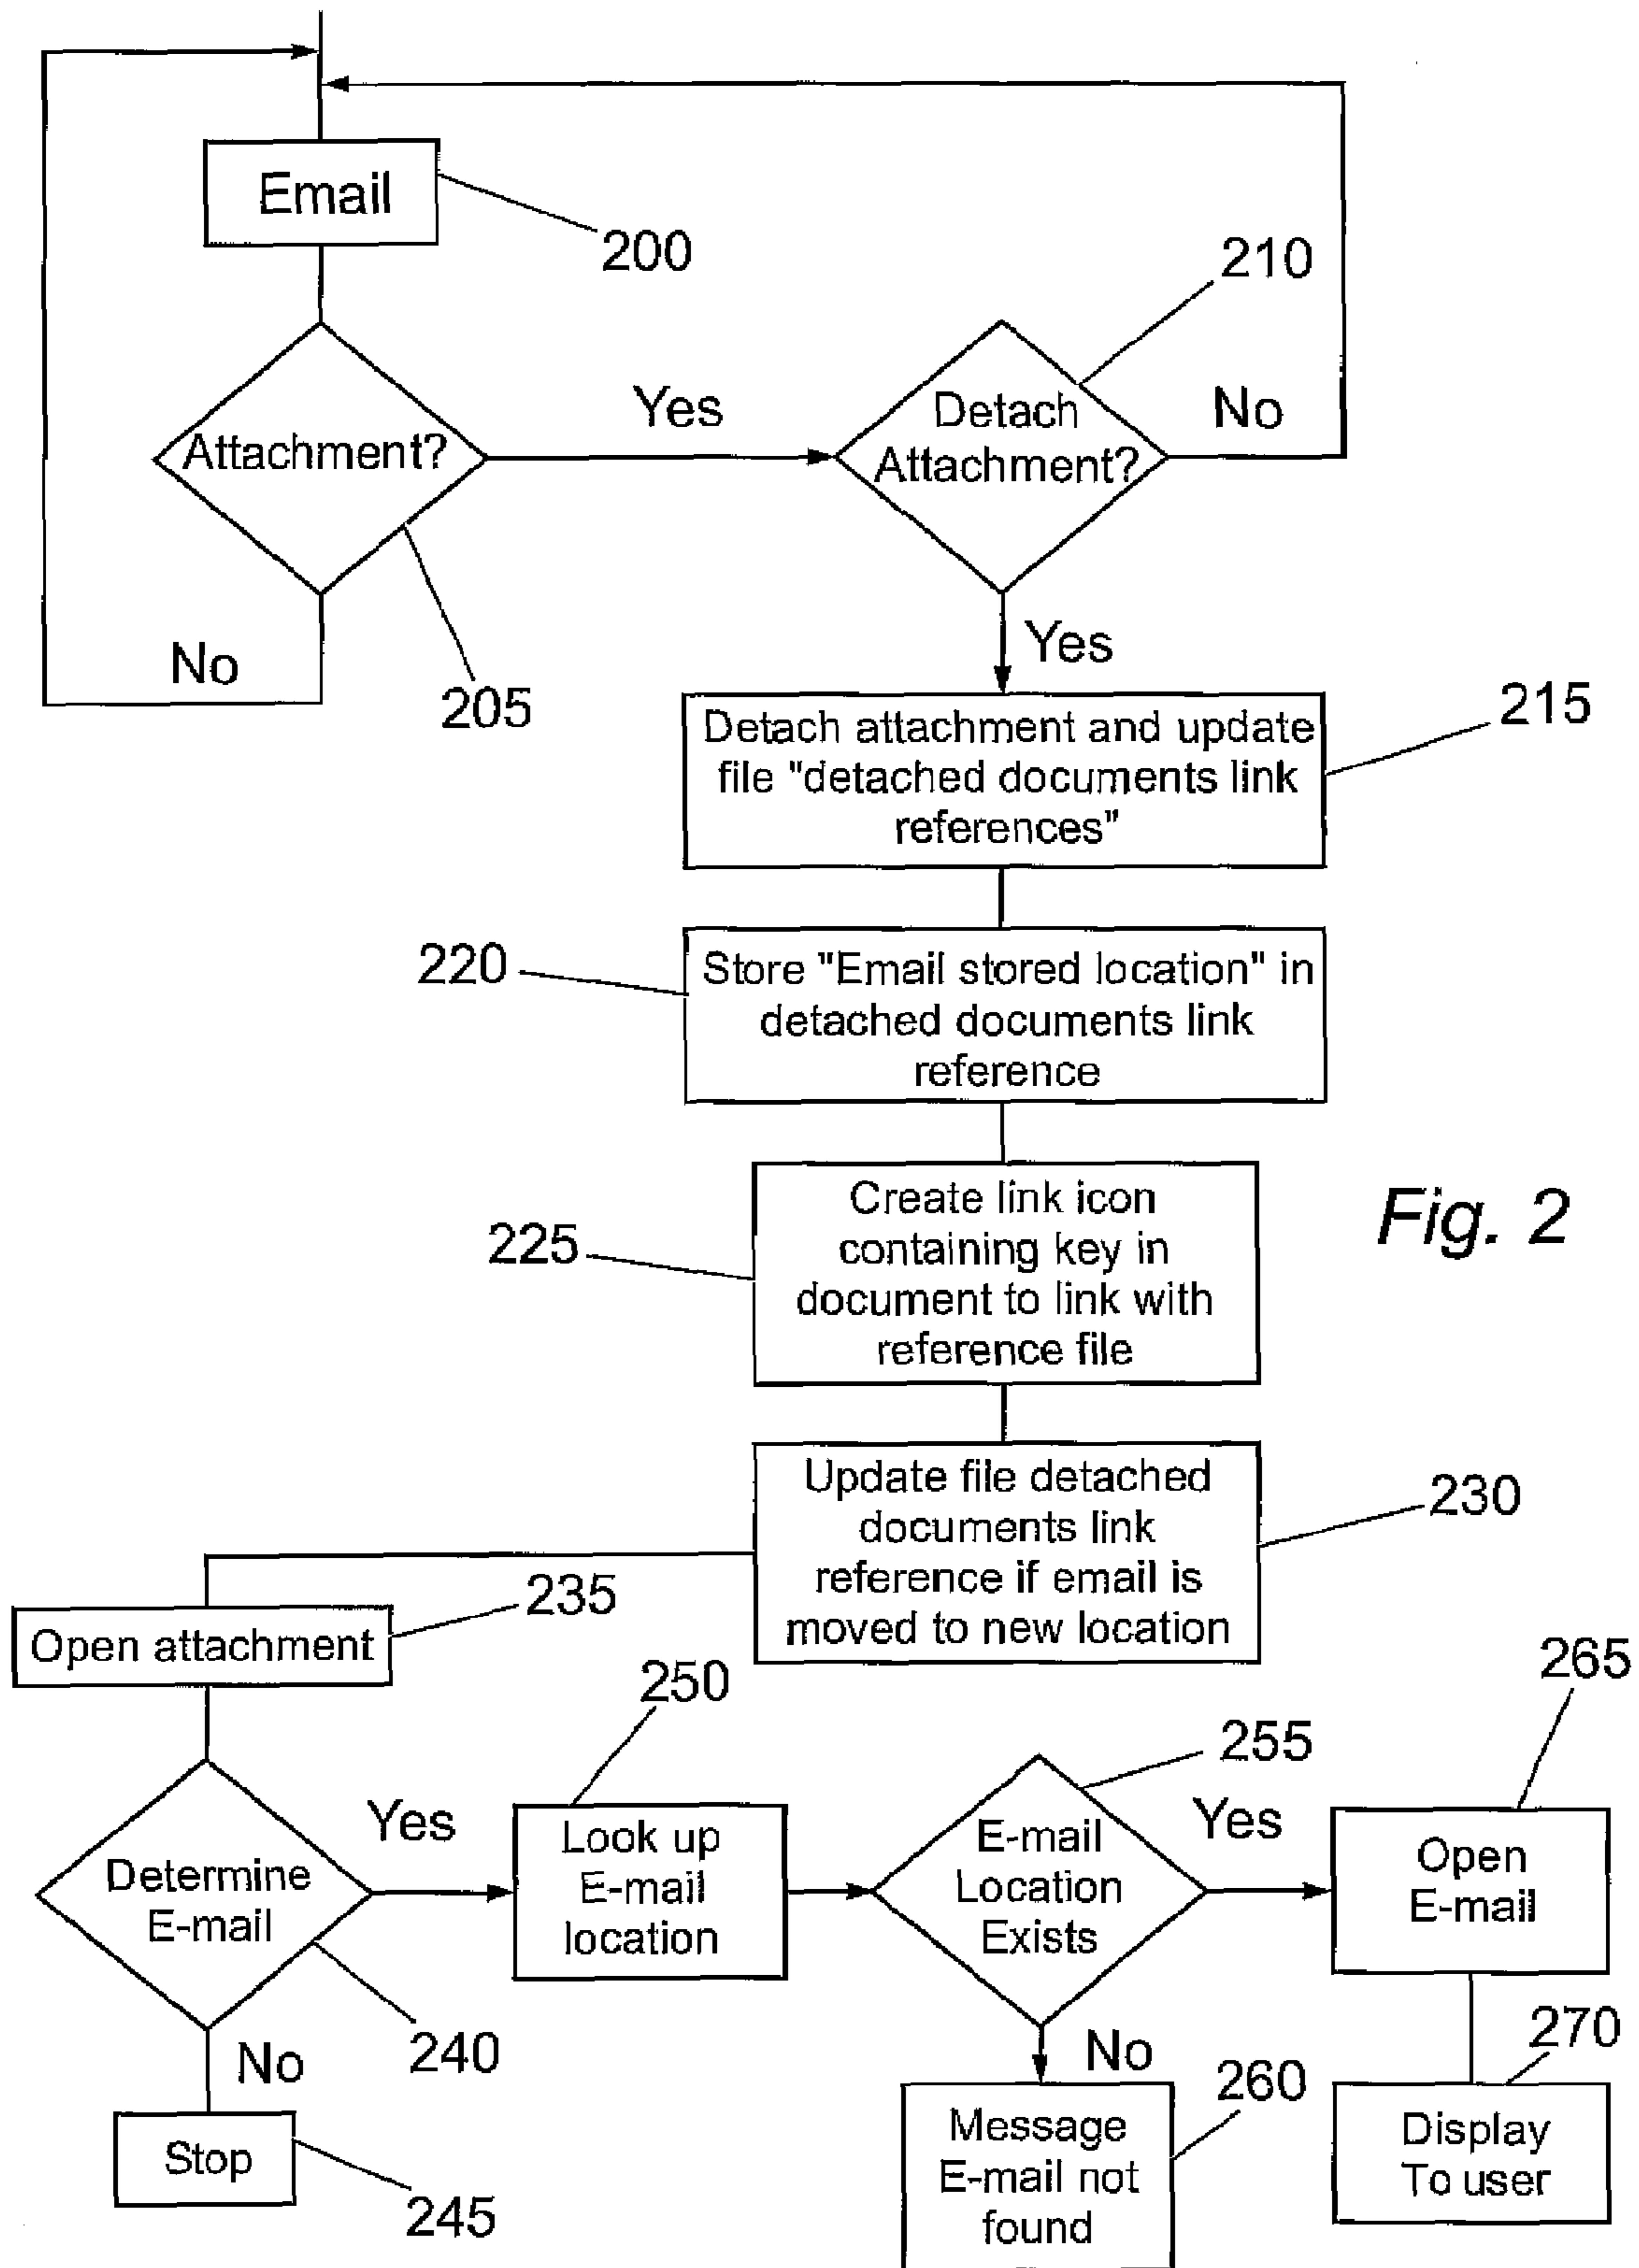 Email
200
210
Attachment?
Yes
Detach
Attachment?
No
No
205
Yes
Detach attachment and update
file "detached documents link
references"
215
220
Store "Email stored location" in
detached documents link
reference
225
Create link icon
containing key in
document to link with
reference file
Fig. 2
Update file detached
documents link
reference if email is
moved to new location
230
235
Open attachment
250
265
255
Determine
E-mail
Yes
Look up
E-mail
location
E-mail
Location
Exists
Yes
Open
E-mail
240
No
No
270
260
Stop
245
Message
E-mail not
found
Display
To user